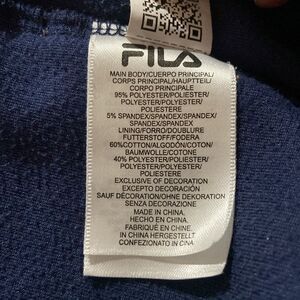 FILA
MAIN BODY/CUERPO PRINCIPAL/
CORPS PRINCIPAL/HAUPTTEIL/
CORPO PRINCIPALE
95% POLYESTER/POLIESTER/
POLYESTER/POLYESTER/
POLIESTERE
5% SPANDEX/SPANDEX/SPANDEX/
SPANDEX/SPANDEX
LINING/FORRO/DOUBLURE
FUTTERSTOFF/FODERA
60%COTTON/ALGODÓN/COTON/
BAUMWOLLE/COTONE
40% POLYESTER/POLIESTER/
POLYESTER/POLYESTER/
POLIESTERE
EXCLUSIVE OF DECORATION
EXCEPTO DECORACIÓN
SAUF DÉCORATION/OHNE DEKORATION
SENZA DECORAZIONE
MADE IN CHINA.
HECHO EN CHINA.
FABRIQUÉ EN CHINE.
IN CHINA HERGESTELLT.
CONFEZIONATO IN CINA.